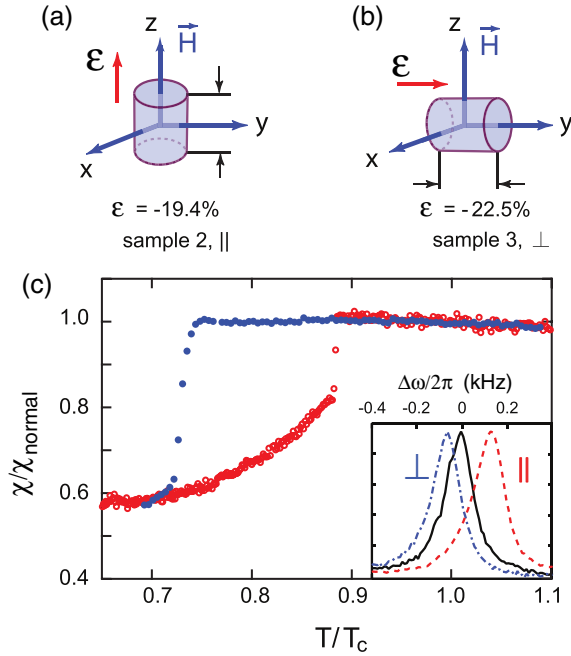 (a)
z
H
ε
y
x
ε = -19.4%
sample 2, ||
(b)
z
H
ε
y
x
ε = -22.5%
sample 3, ⊥
(c)
χ/χnormal
1.0
0.8
0.6
0.4
0.7
0.8
0.9
1.0
1.1
T/Tc
Δω/2π (kHz)
-0.4 -0.2 0 0.2
⊥
||